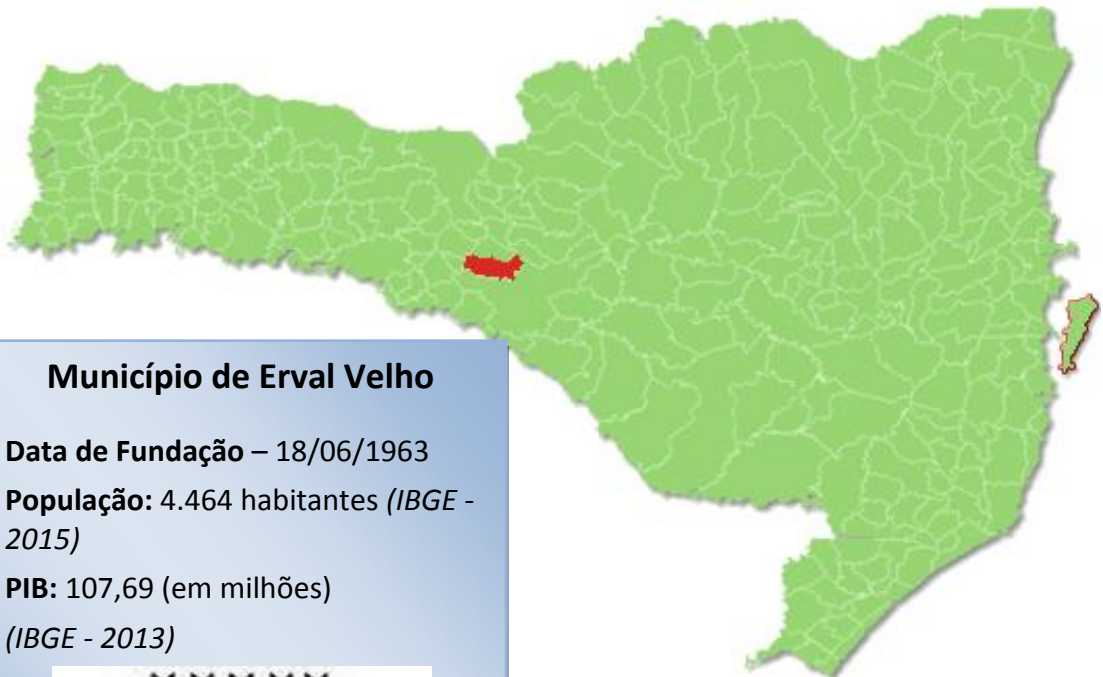 Município de Erval Velho
Data de Fundação – 18/06/1963
População: 4.464 habitantes (IBGE -
2015)
PIB: 107,69 (em milhões)
(IBGE - 2013)